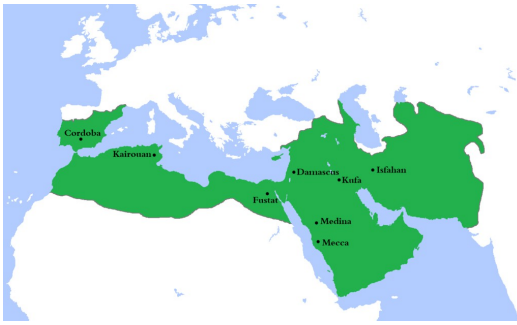 Cordoba
Kairouan
Damascus
Isfahan
Kufa
Fustat
Medina
Mecca